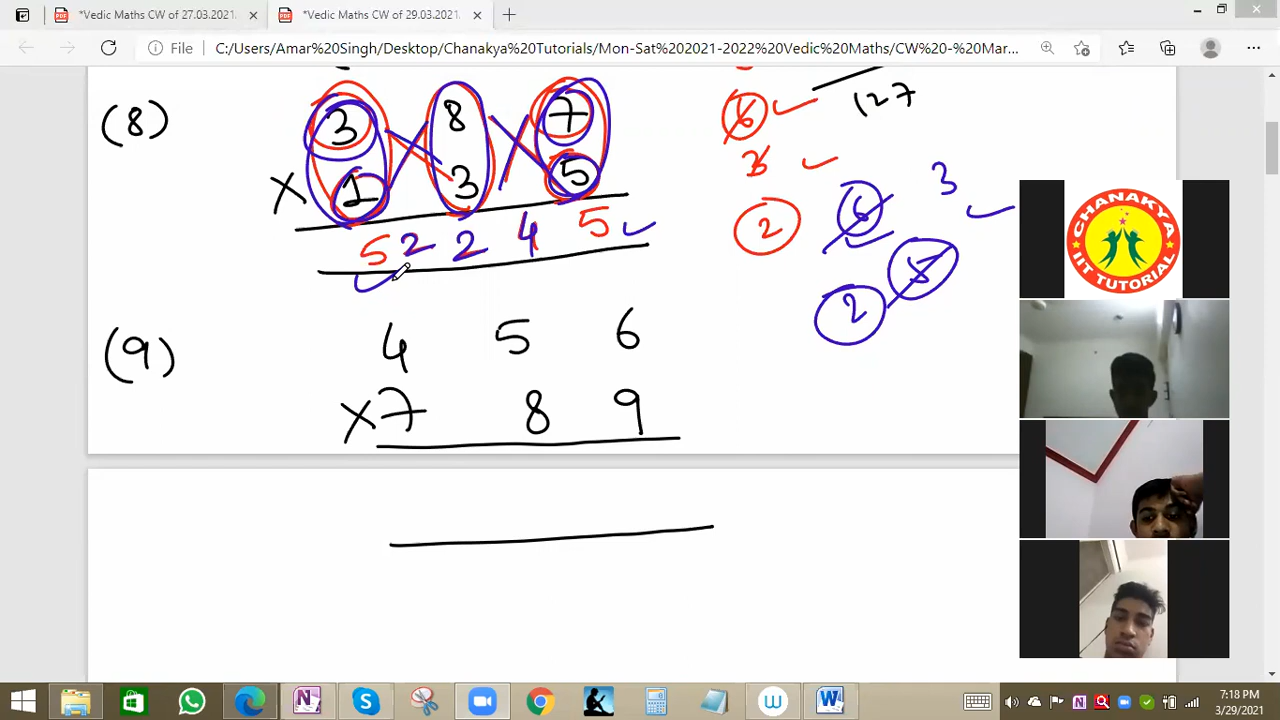 *Vedic Maths CW of 27.03.2021 × *Vedic Maths CW of 29.03.2021. × +
File C:/Users/Amar%20Singh/Desktop/Chanakya%20Tutorials/Mon-Sat%202021-2022%20Vedic%20Maths/CW%20-%20Mar...
(8) 3 8 7
× 1 3 5
5 2 2 4 5
127
6
3
2
6 3
5
2
(9) 4 5 6
× 7 8 9
CHANAKYA
IIT TUTORIAL
7:18 PM
3/29/2021